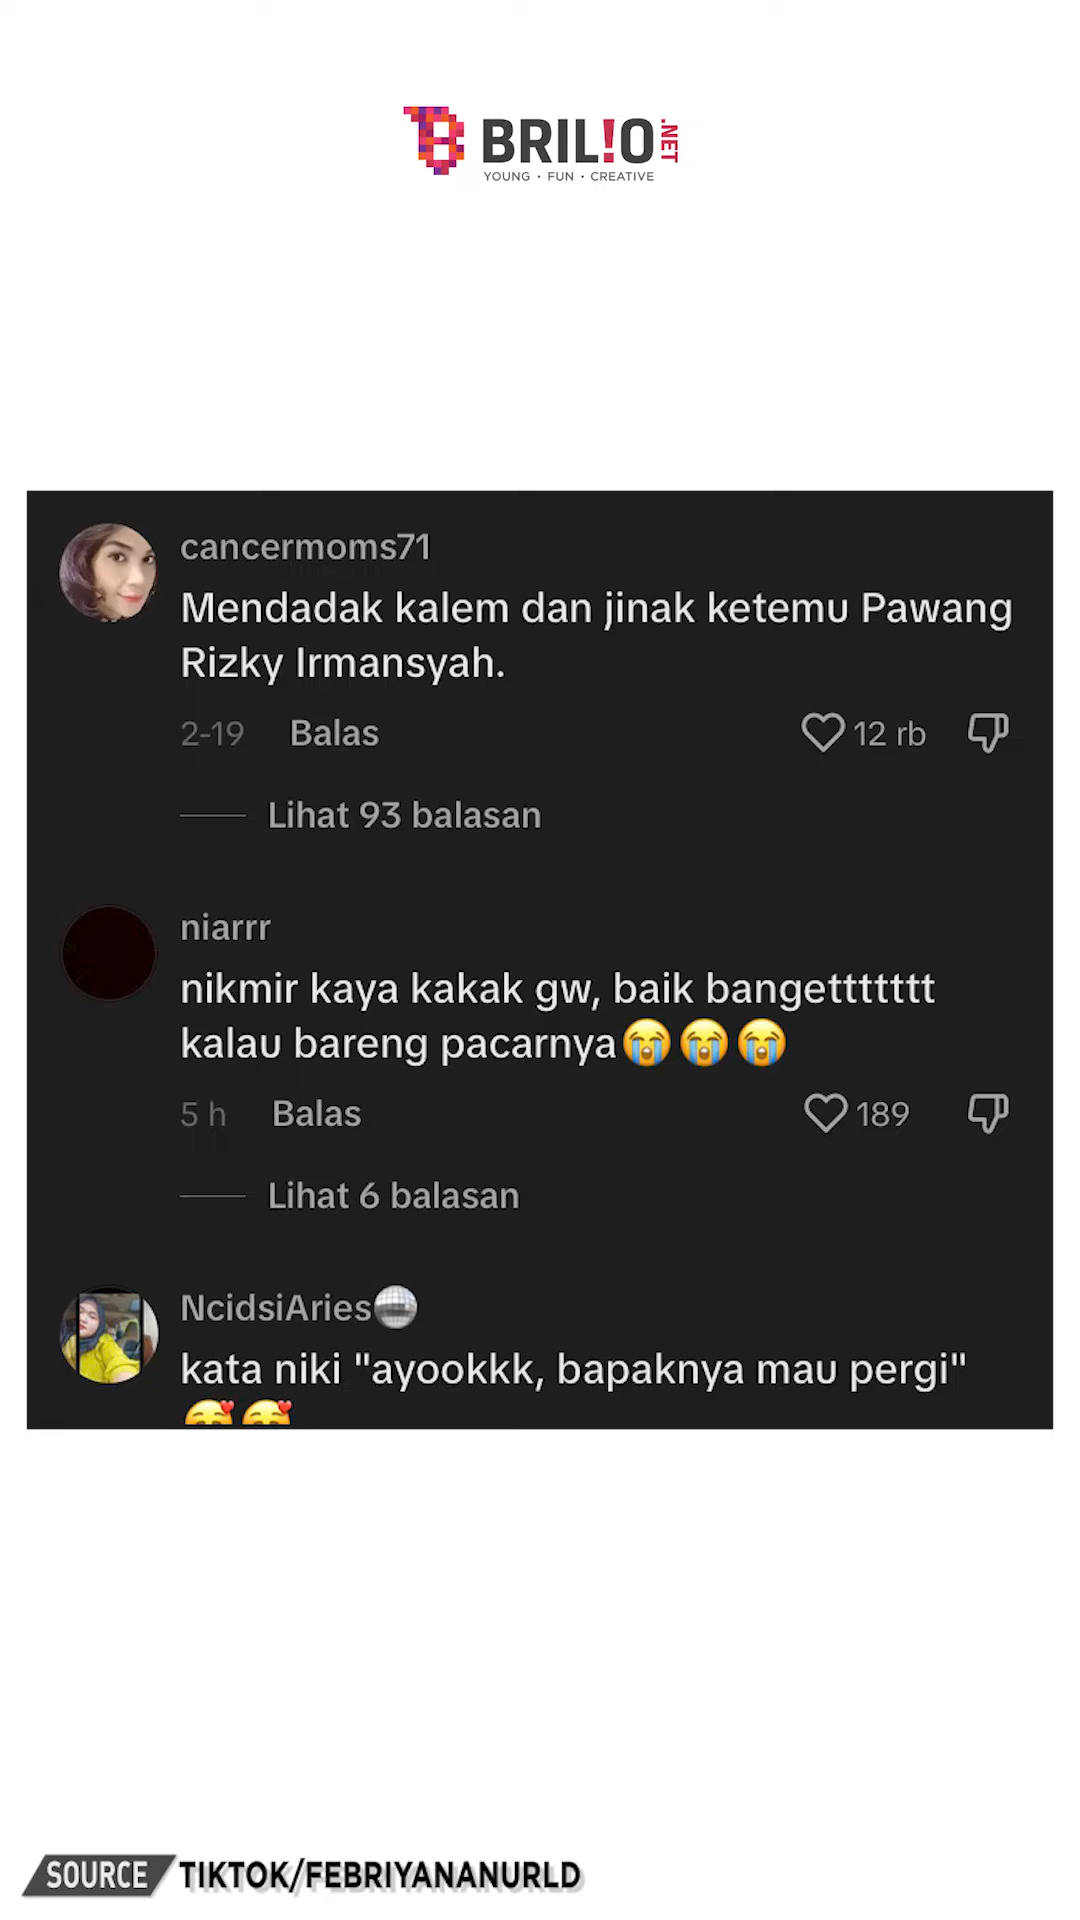 BRIL!O.NET
YOUNG • FUN • CREATIVE
cancermoms71
Mendadak kalem dan jinak ketemu Pawang
Rizky Irmansyah.
2-19 Balas 12 rb
Lihat 93 balasan
niarrr
nikmir kaya kakak gw, baik bangettttttt
kalau bareng pacarnya😭😭😭
5 h Balas 189
Lihat 6 balasan
NcidsiAries🪩
kata niki "ayookkk, bapaknya mau pergi"
🥰🥰
SOURCE TIKTOK/FEBRIYANANURLD